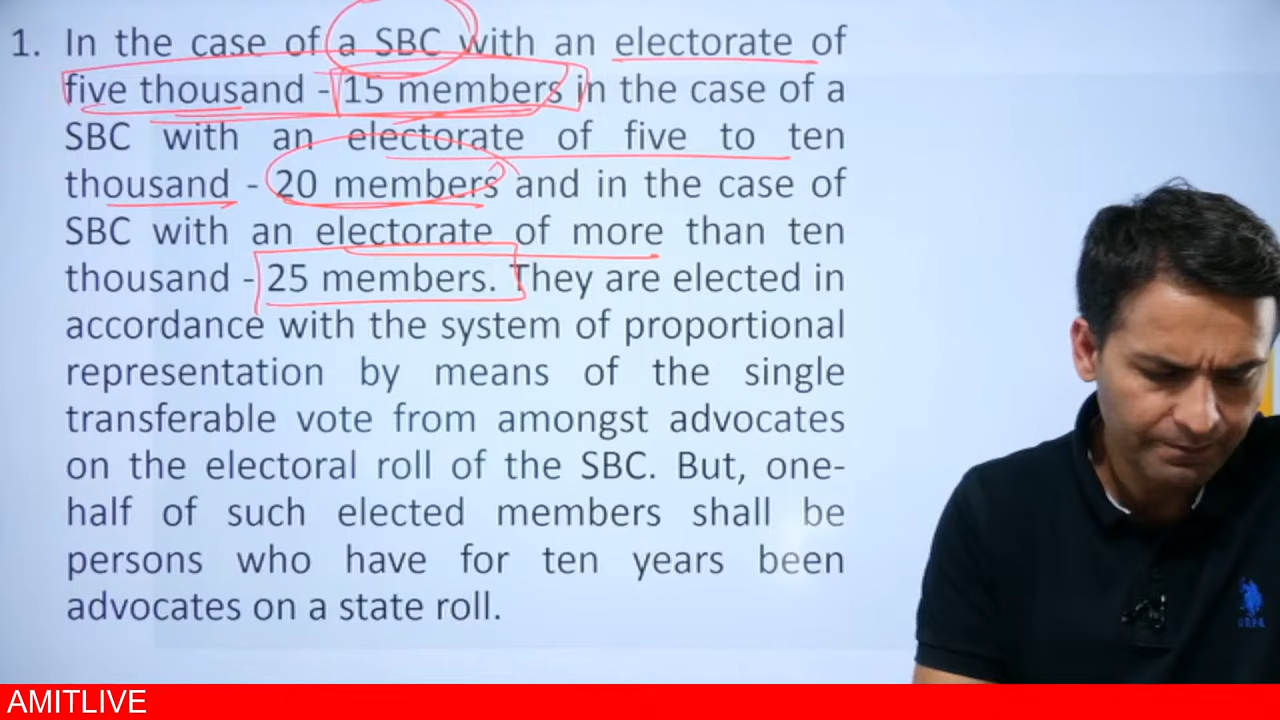 1. In the case of a SBC with an electorate of
five thousand - 15 members in the case of a
SBC with an electorate of five to ten
thousand - 20 members and in the case of
SBC with an electorate of more than ten
thousand - 25 members. They are elected in
accordance with the system of proportional
representation by means of the single
transferable vote from amongst advocates
on the electoral roll of the SBC. But, one-
half of such elected members shall be
persons who have for ten years been
advocates on a state roll.
AMITLIVE